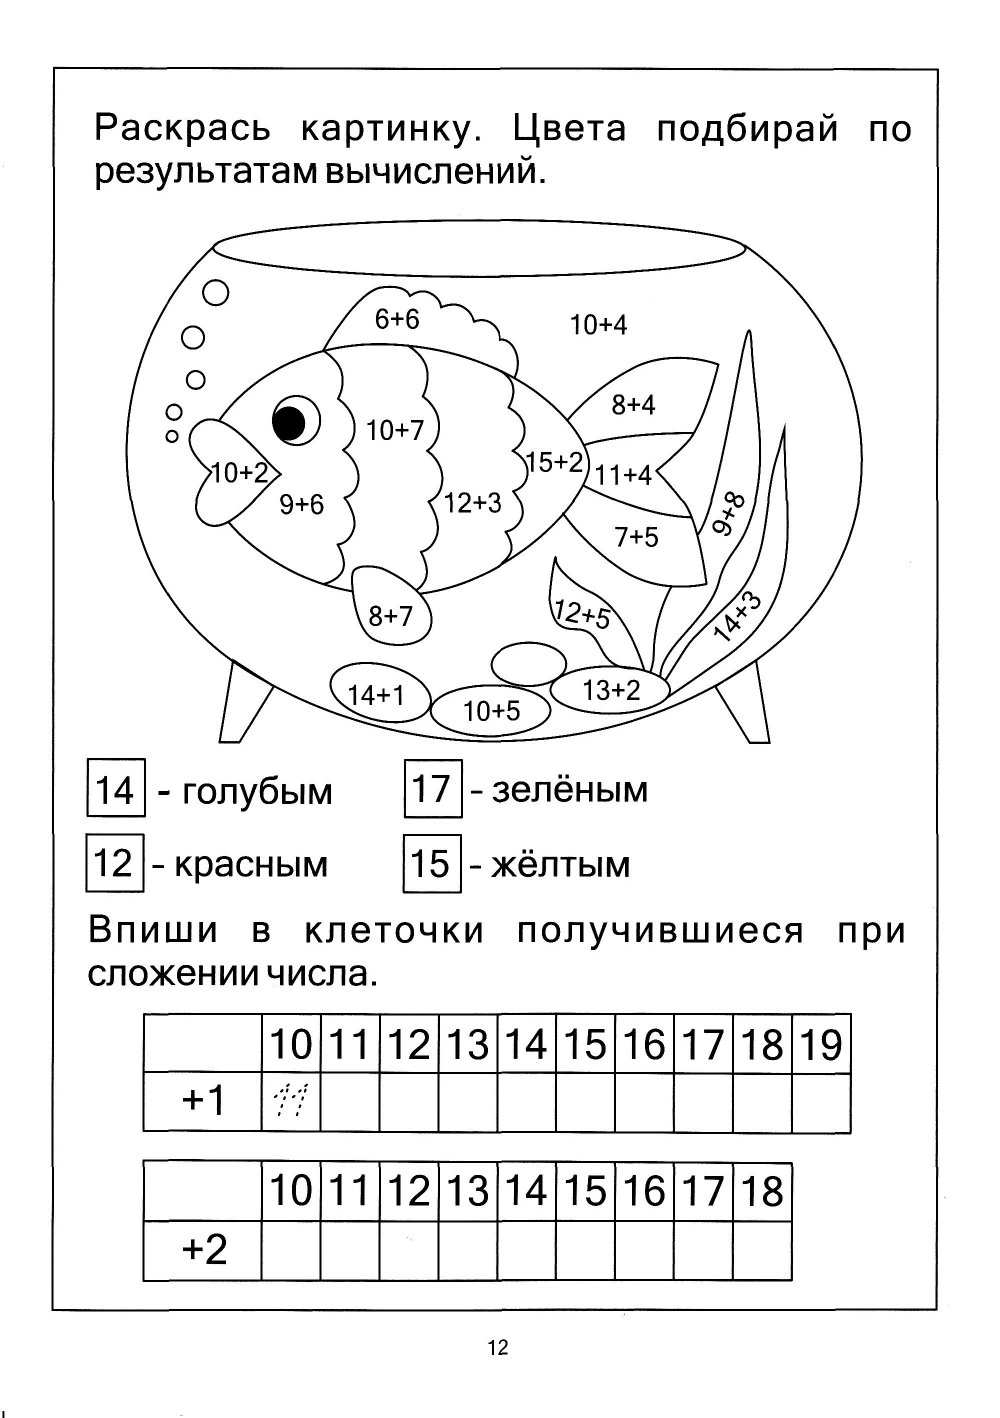 Раскрась картинку. Цвета подбирай по
результатам вычислений.
6+6
10+4
8+4
10+7
15+2
11+4
10+2
9+6
12+3
9+8
7+5
8+7
12+5
14+3
14+1
10+5
13+2
14 - голубым 17 - зелёным
12 - красным 15 - жёлтым
Впиши в клеточки получившиеся при
сложении числа.
10 11 12 13 14 15 16 17 18 19
+1 11
10 11 12 13 14 15 16 17 18
+2
12